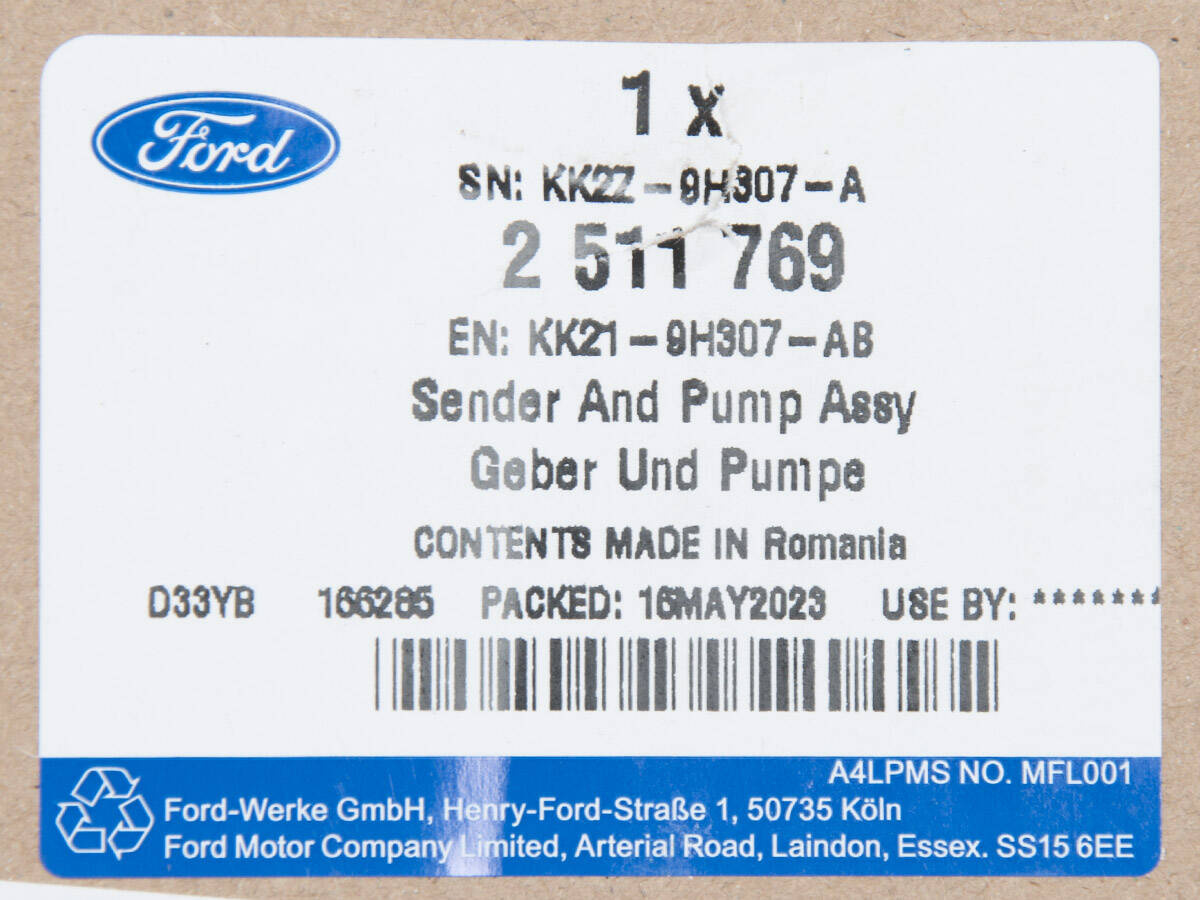 Ford
1 x
SN: KK2Z-9H307-A
2 511 769
EN: KK21-9H307-AB
Sender And Pump Assy
Geber Und Pumpe
CONTENTS MADE IN Romania
D33YB 166285 PACKED: 16MAY2023 USE BY: *******
A4LPMS NO. MFL001
Ford-Werke GmbH, Henry-Ford-Straße 1, 50735 Köln
Ford Motor Company Limited, Arterial Road, Laindon, Essex. SS15 6EE